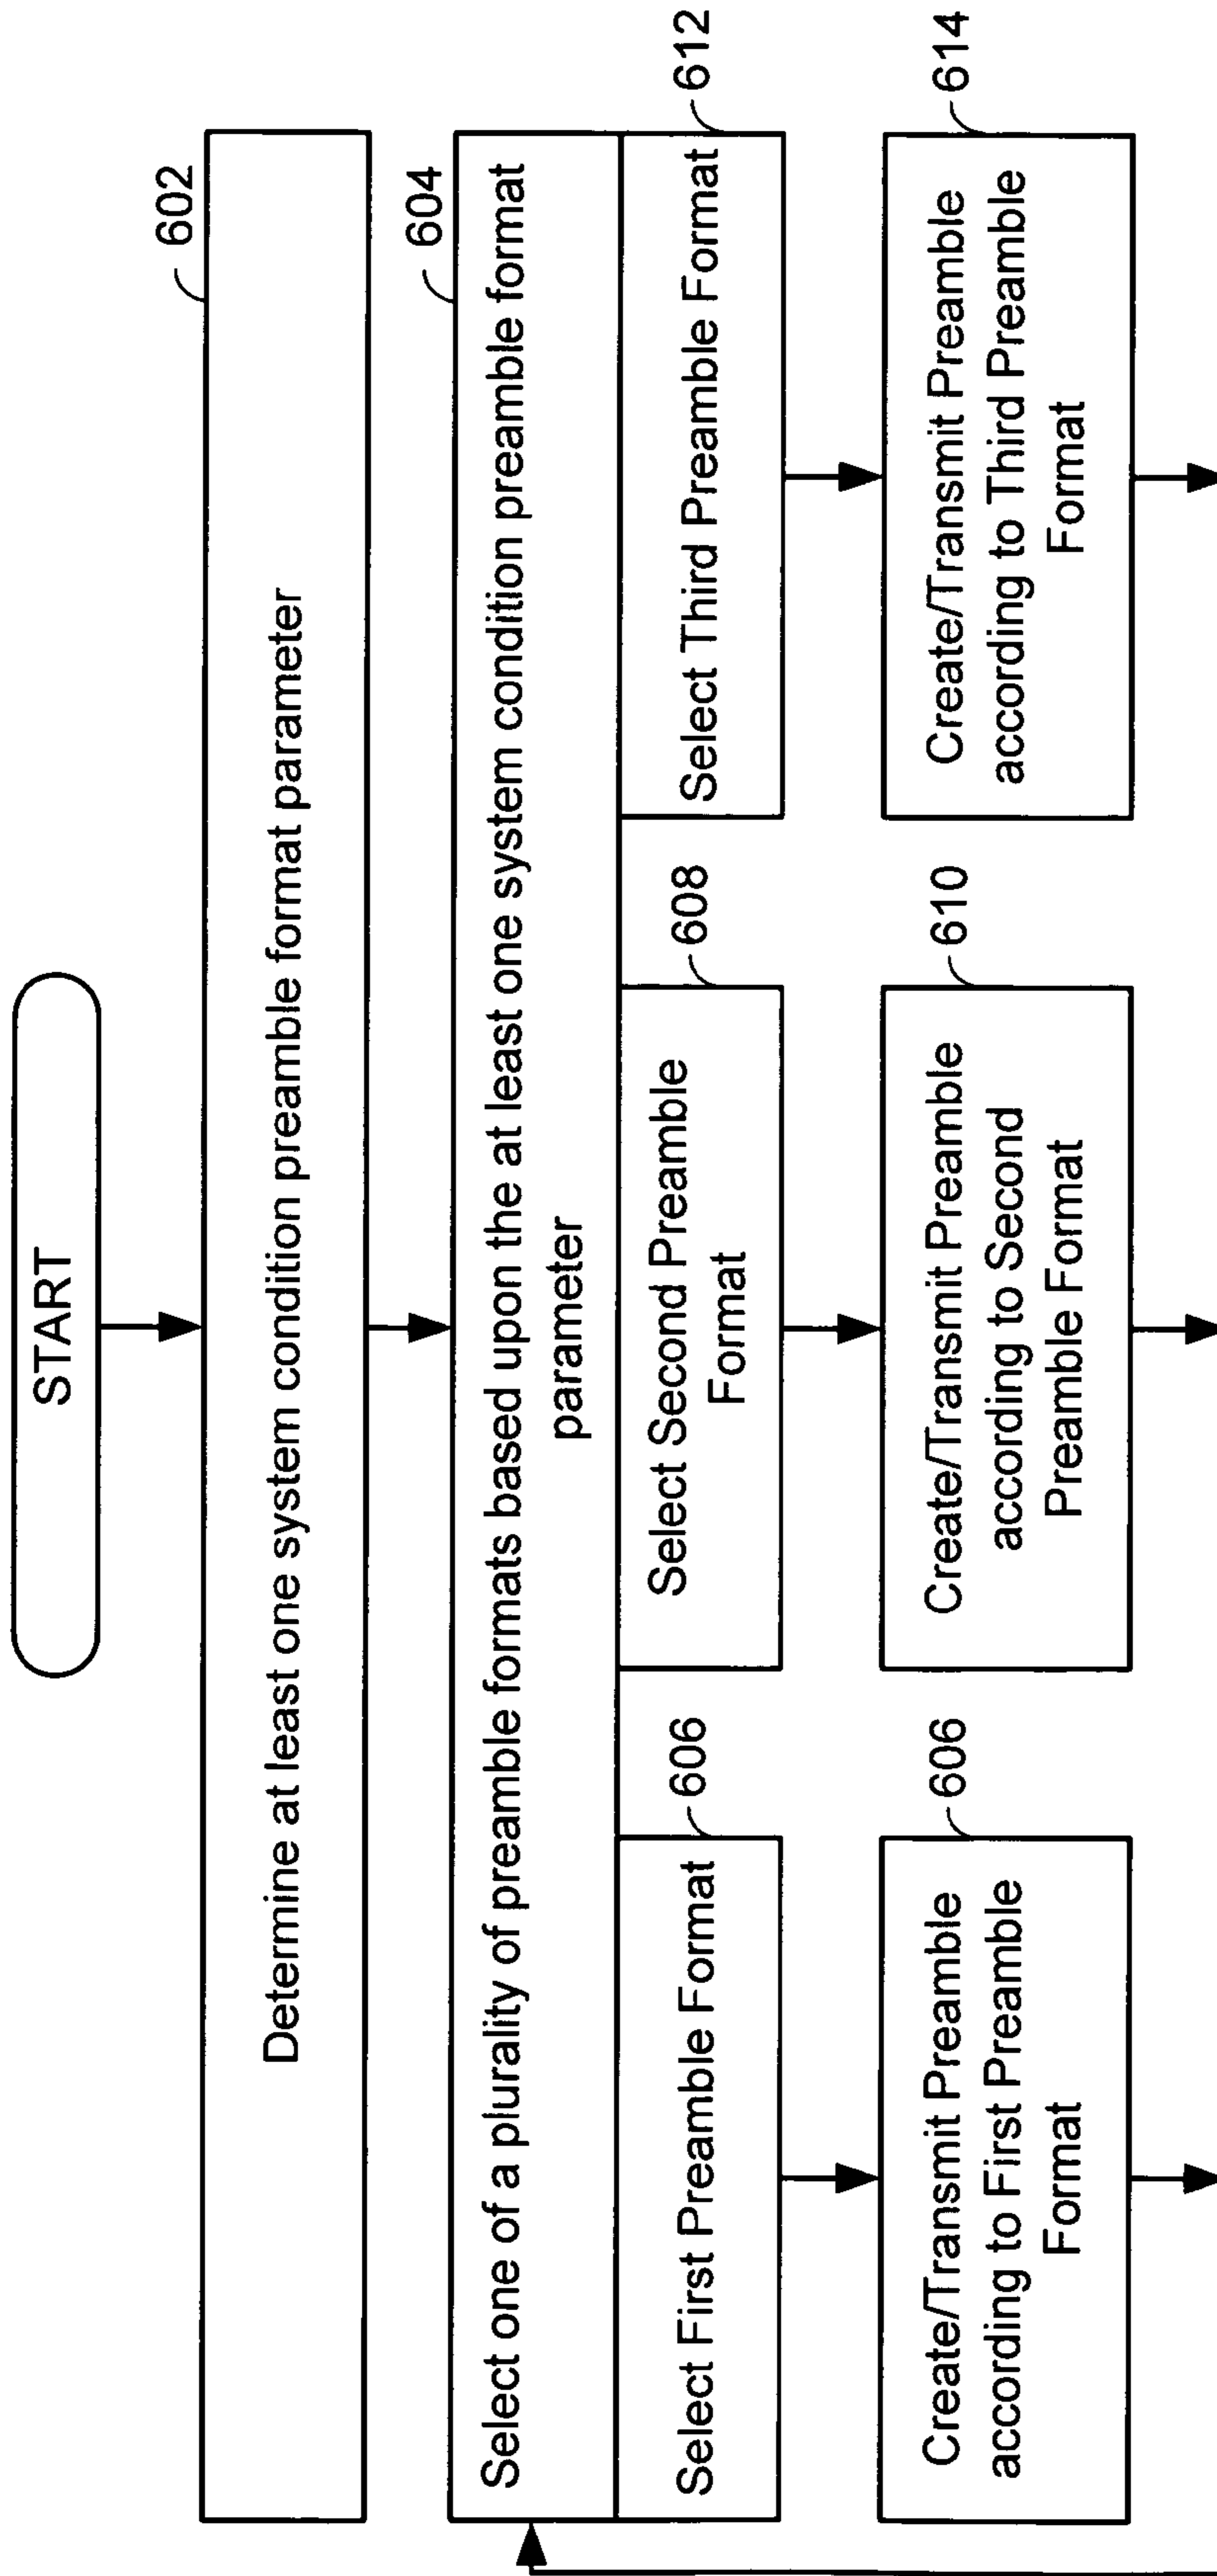 START
602
Determine at least one system condition preamble format parameter
604
Select one of a plurality of preamble formats based upon the at least one system condition preamble format
parameter
606
Select First Preamble Format
608
Select Second Preamble
Format
612
Select Third Preamble Format
606
Create/Transmit Preamble
according to First Preamble
Format
610
Create/Transmit Preamble
according to Second
Preamble Format
614
Create/Transmit Preamble
according to Third Preamble
Format